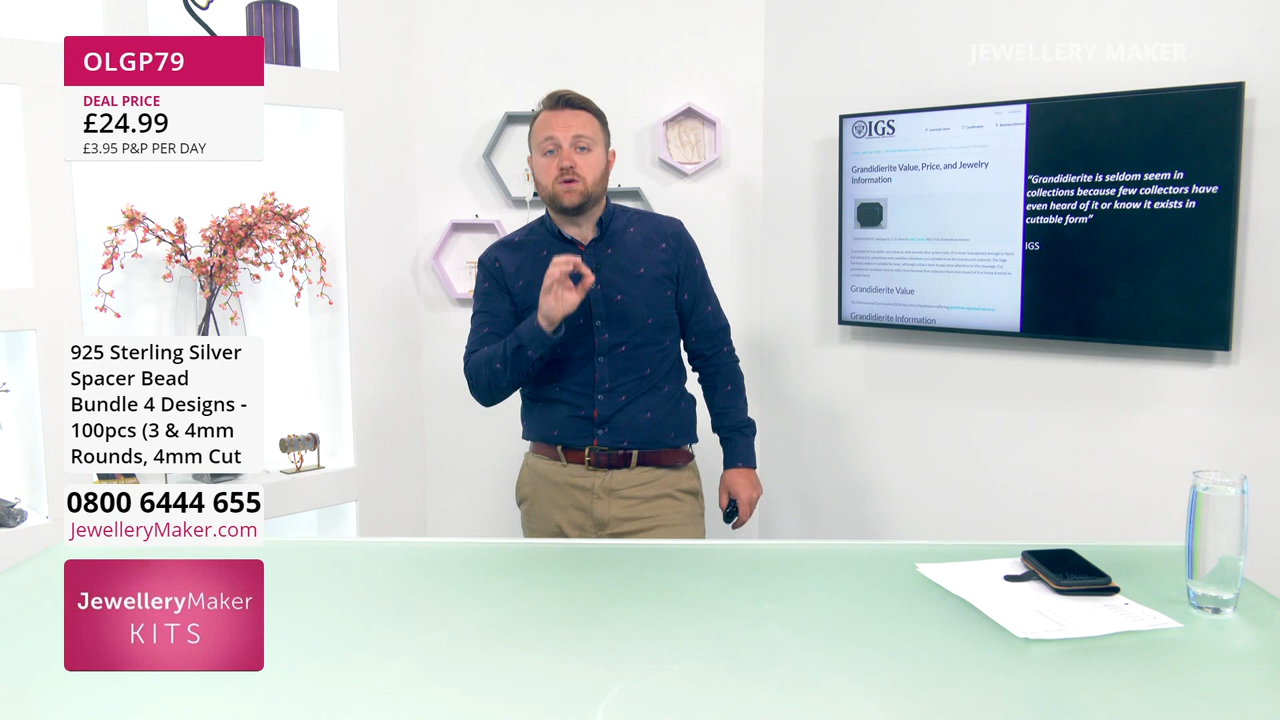 OLGP79
DEAL PRICE
£24.99
£3.95 P&P PER DAY
925 Sterling Silver
Spacer Bead
Bundle 4 Designs -
100pcs (3 & 4mm
Rounds, 4mm Cut
0800 6444 655
JewelleryMaker.com
JewelleryMaker
KITS
JEWELLERY MAKER
IGS
Grandidierite Value, Price, and Jewelry
Information
Grandidierite Value
Grandidierite Information
“Grandidierite is seldom seem in
collections because few collectors have
even heard of it or know it exists in
cuttable form”
IGS